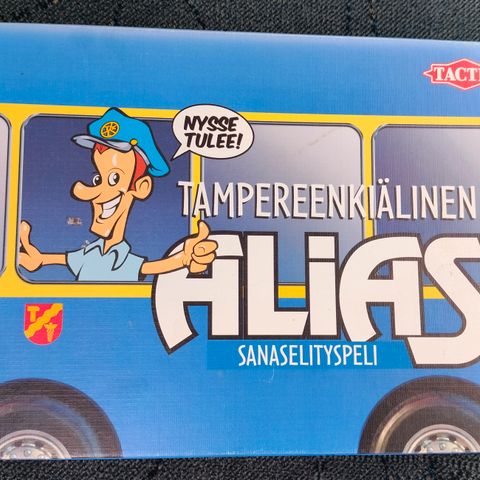 TACTI
NYSSE
TULEE!
TAMPEREENKIÄLINEN
ALIAS
SANASELITYSPELI
T